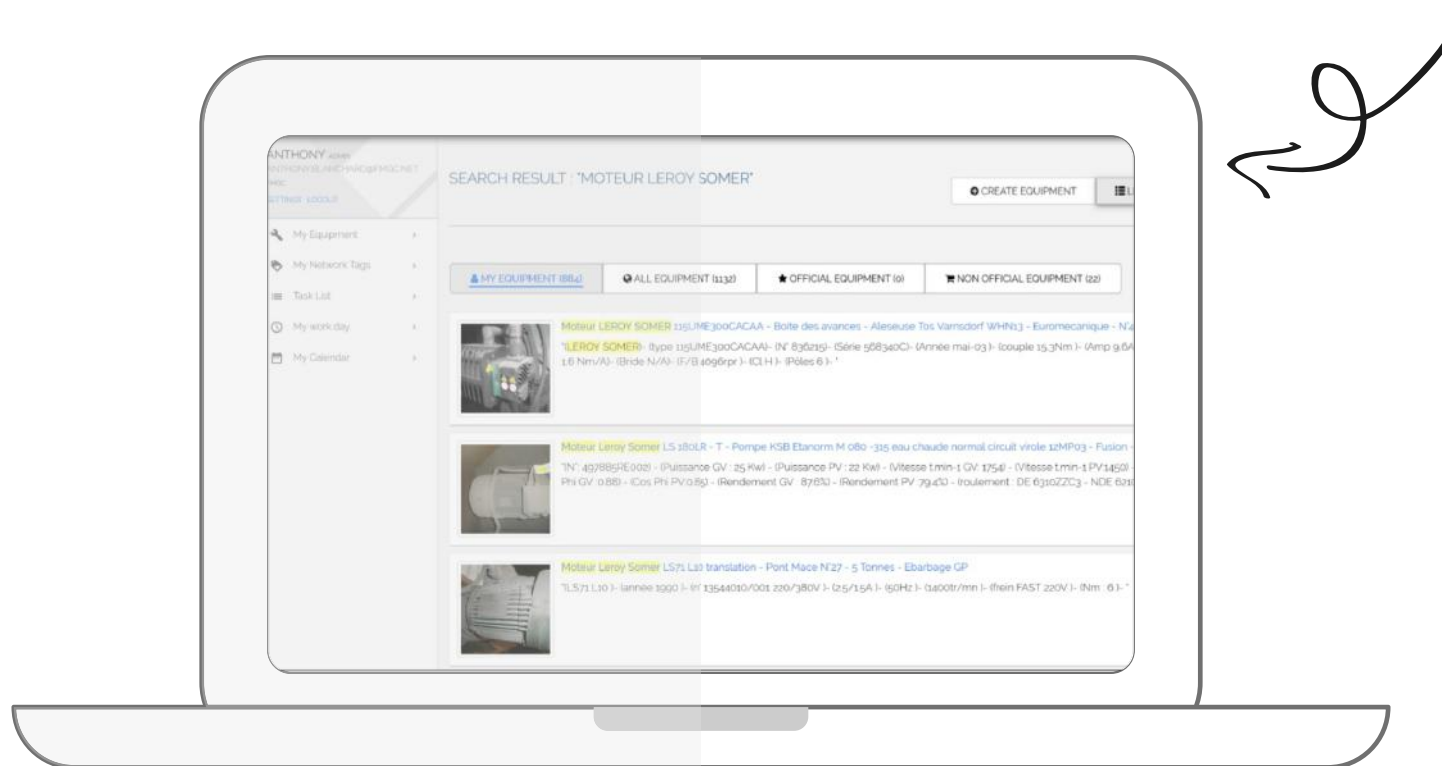 ANTHONY ADMIN
SEARCH RESULT : "MOTEUR LEROY SOMER"
CREATE EQUIPMENT
My Equipment
My Network Tags
Task List
My work day
My Calendar
MY EQUIPMENT (884)
ALL EQUIPMENT (1132)
OFFICIAL EQUIPMENT (0)
NON OFFICIAL EQUIPMENT (22)
Moteur LEROY SOMER 115UME300CACAA - Boite des avances - Aleseuse Tos Varnsdorf WHN13 - Euromecanique -
"(LEROY SOMER)- (type 115UME300CACAA)- (N° 836215)- (Série 568340C)- (Année mai-03 )- (couple 15.3Nm )- (Amp 9.6A
1.6 Nm/A)- (Bride N/A)- (F/B 4096rpr )- (Cl H )- (Pôles 6 )- "
Moteur Leroy Somer LS 180LR - T - Pompe KSB Etanorm M 080 -315 eau chaude normal circuit virole 12MP03 - Fusion -
"(N°: 497885RE002) - (Puissance GV : 25 Kw) - (Puissance PV : 22 Kw) - (Vitesse t.min-1 GV: 1754) - (Vitesse t.min-1 PV:1450) -
Phi GV :0.88) - (Cos Phi PV:0.85) - (Rendement GV : 87.6%) - (Rendement PV :79.4%) - (roulement : DE 6310ZZC3 - NDE
Moteur Leroy Somer LS71 L10 translation - Pont Mace N°27 - 5 Tonnes - Ebarbage GP
"(LS71 L10 )- (année 1990 )- (n° 13544010/001 220/380V )- (2.5/1.5A )- (50Hz )- (1400tr/mn )- (frein FAST 220V )- (Nm : 6 )- "